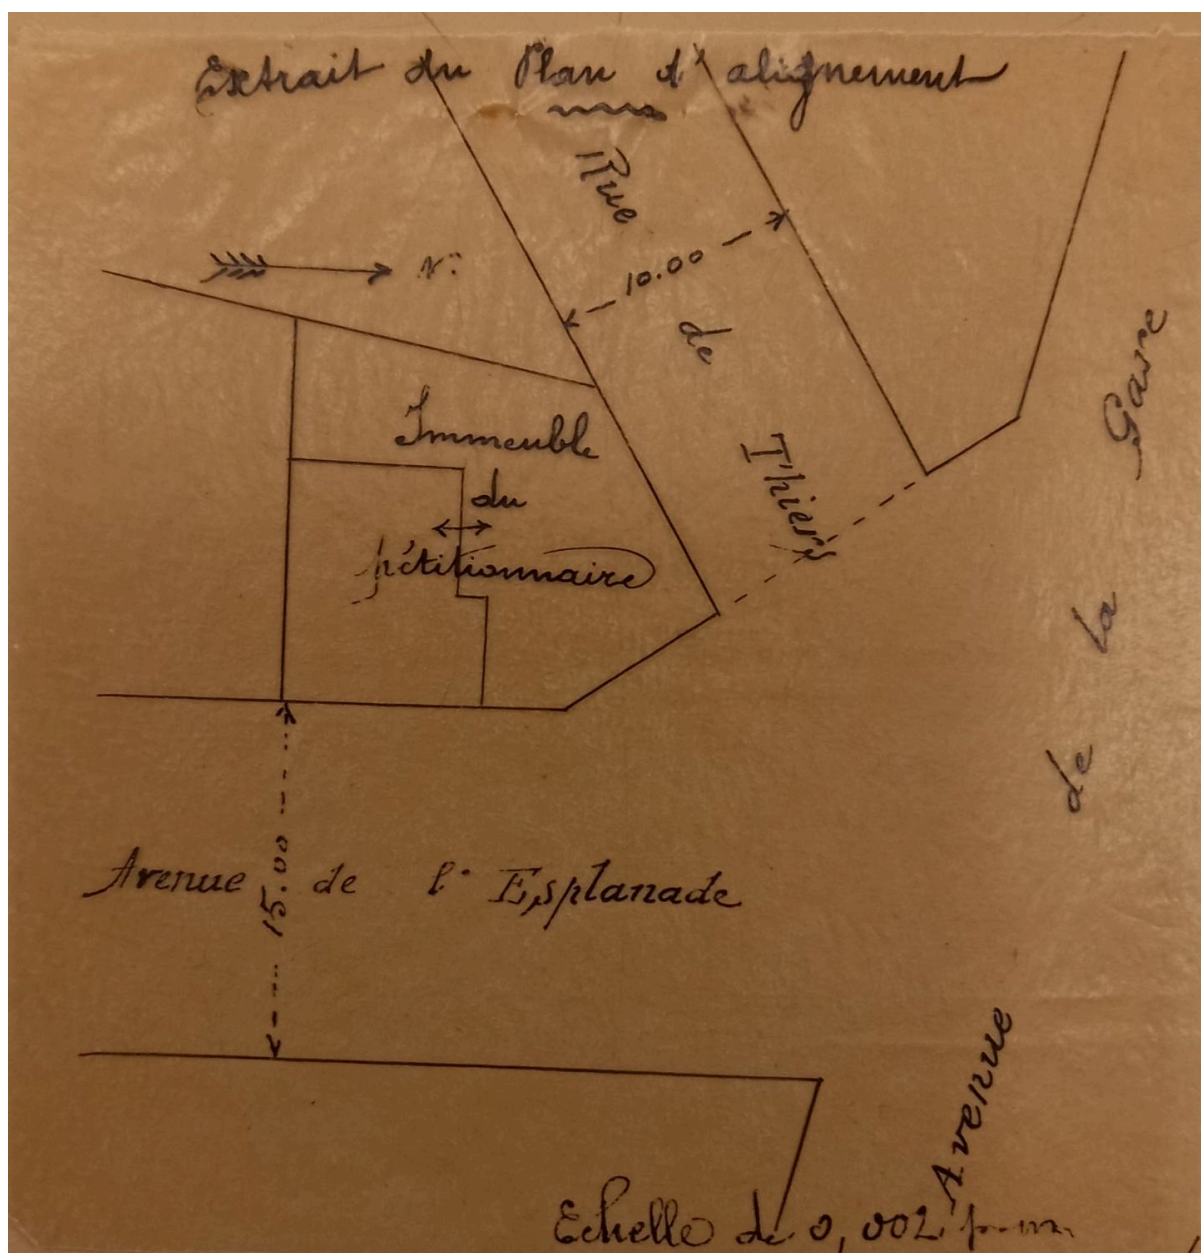 Extrait du Plan d'alignement
Rue de Thiers
10.00
N.
Immeuble
du
pétitionnaire
Avenue de la Gare
15.00
Avenue de l'Esplanade
Echelle de 0,002 p. m.